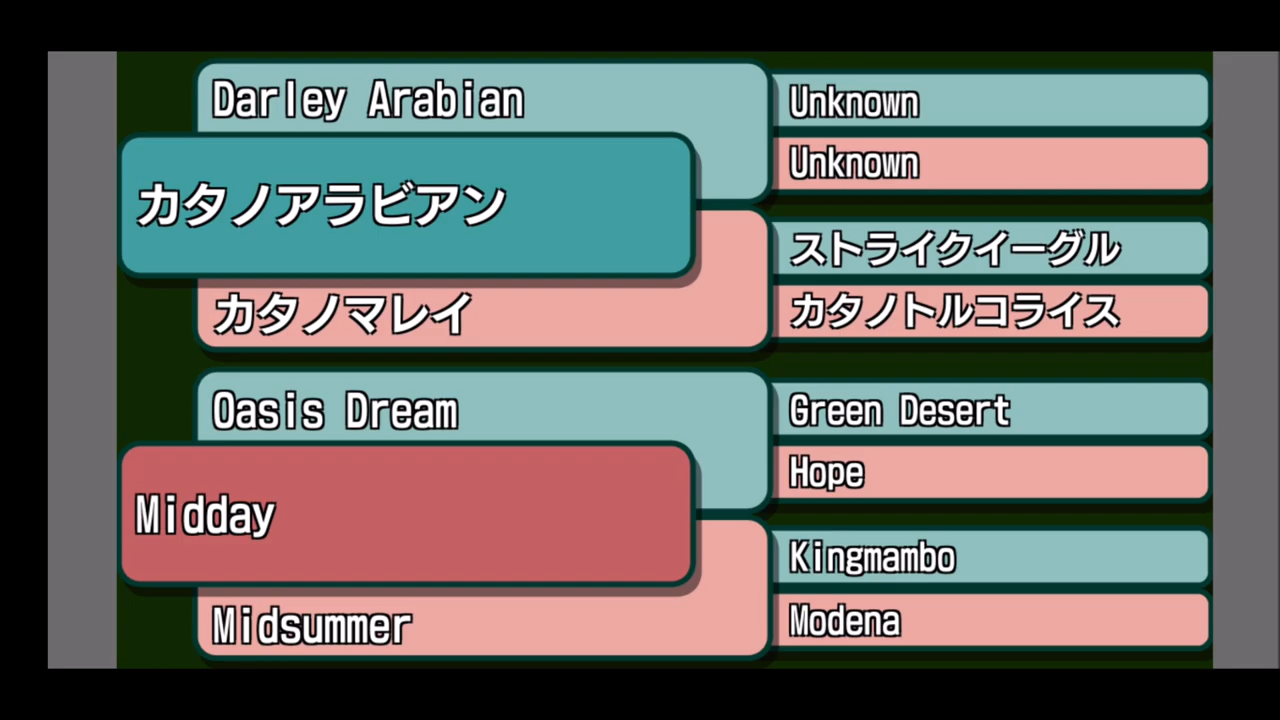 Darley Arabian
Unknown
カタノアラビアン
Unknown
ストライクイーグル
カタノマレイ
カタノトルコライス
Oasis Dream
Green Desert
Hope
Midday
Kingmambo
Midsummer
Modena